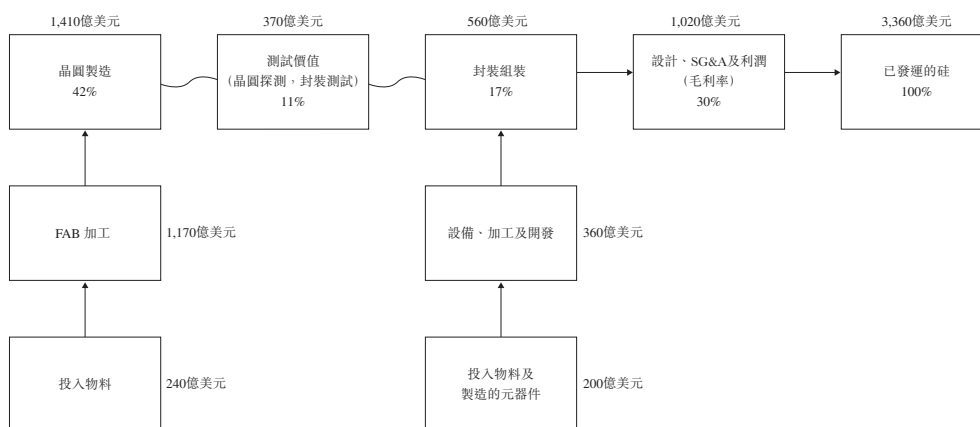 1,410億美元
370億美元
560億美元
1,020億美元
3,360億美元
晶圓製造
42%
測試價值
(晶圓探測，封裝測試)
11%
封裝組裝
17%
設計、SG&A及利潤
(毛利率)
30%
已發運的硅
100%
FAB 加工
1,170億美元
設備、加工及開發
360億美元
投入物料
240億美元
投入物料及
製造的元器件
200億美元